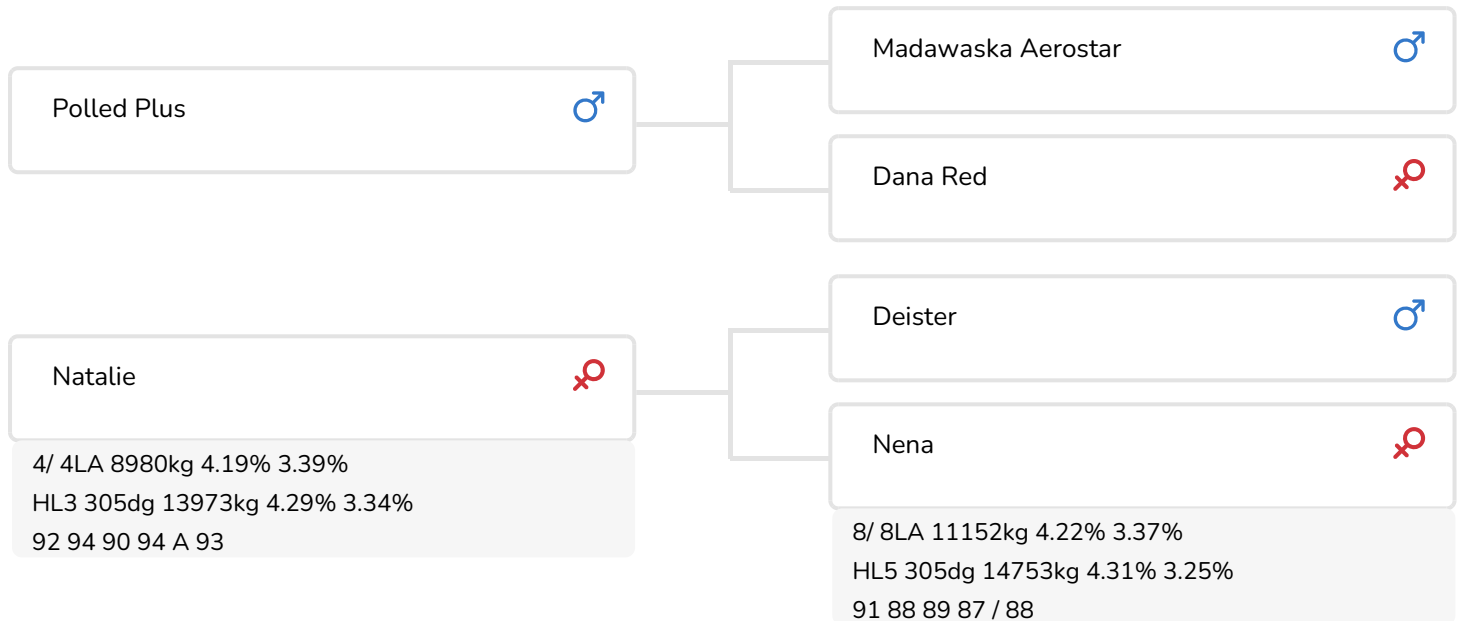 Polled Plus
Madawaska Aerostar
Dana Red
Natalie
4/ 4LA 8980kg 4.19% 3.39%
HL3 305dg 13973kg 4.29% 3.34%
92 94 90 94 A 93
Deister
Nena
8/ 8LA 11152kg 4.22% 3.37%
HL5 305dg 14753kg 4.31% 3.25%
91 88 89 87 / 88